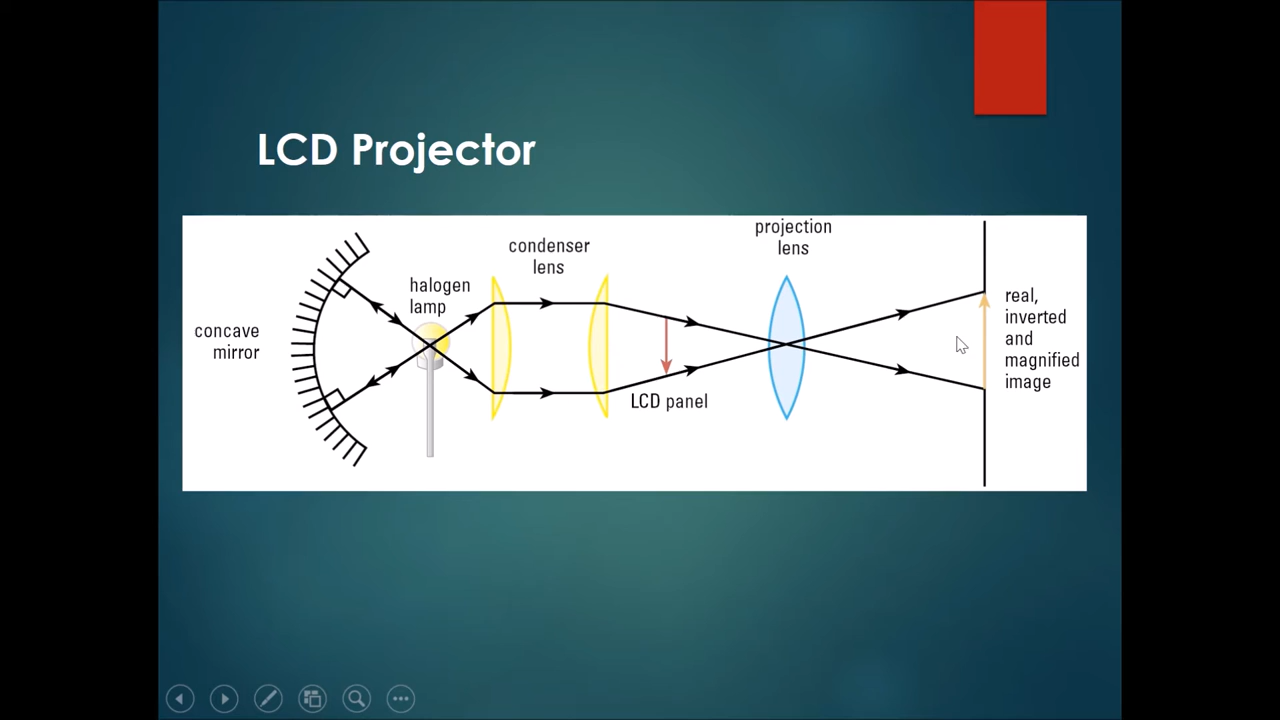 LCD Projector
projection
lens
condenser
lens
halogen
lamp
concave
mirror
LCD panel
real,
inverted
and
magnified
image